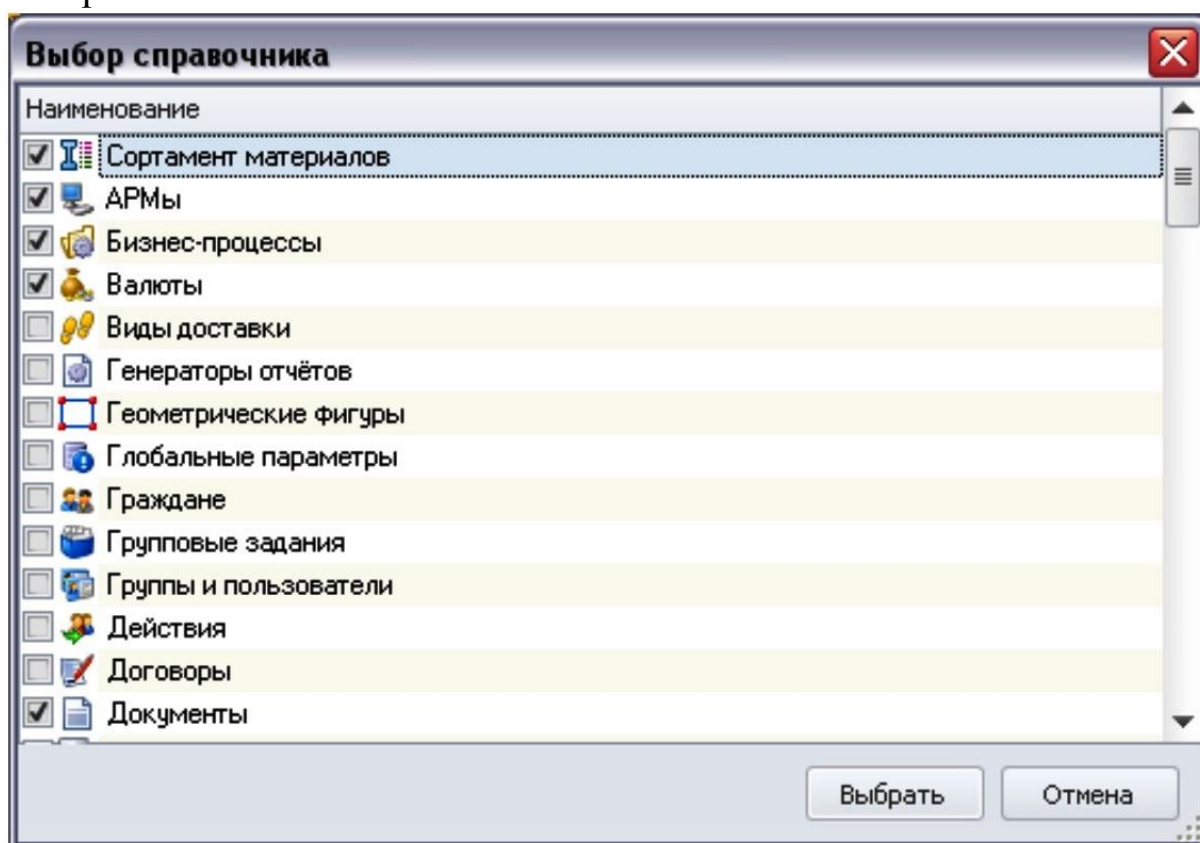 Выбор справочника
Наименование
Сортамент материалов
АРМы
Бизнес-процессы
Валюты
Виды доставки
Генераторы отчётов
Геометрические фигуры
Глобальные параметры
Граждане
Групповые задания
Группы и пользователи
Действия
Договоры
Документы
Выбрать Отмена